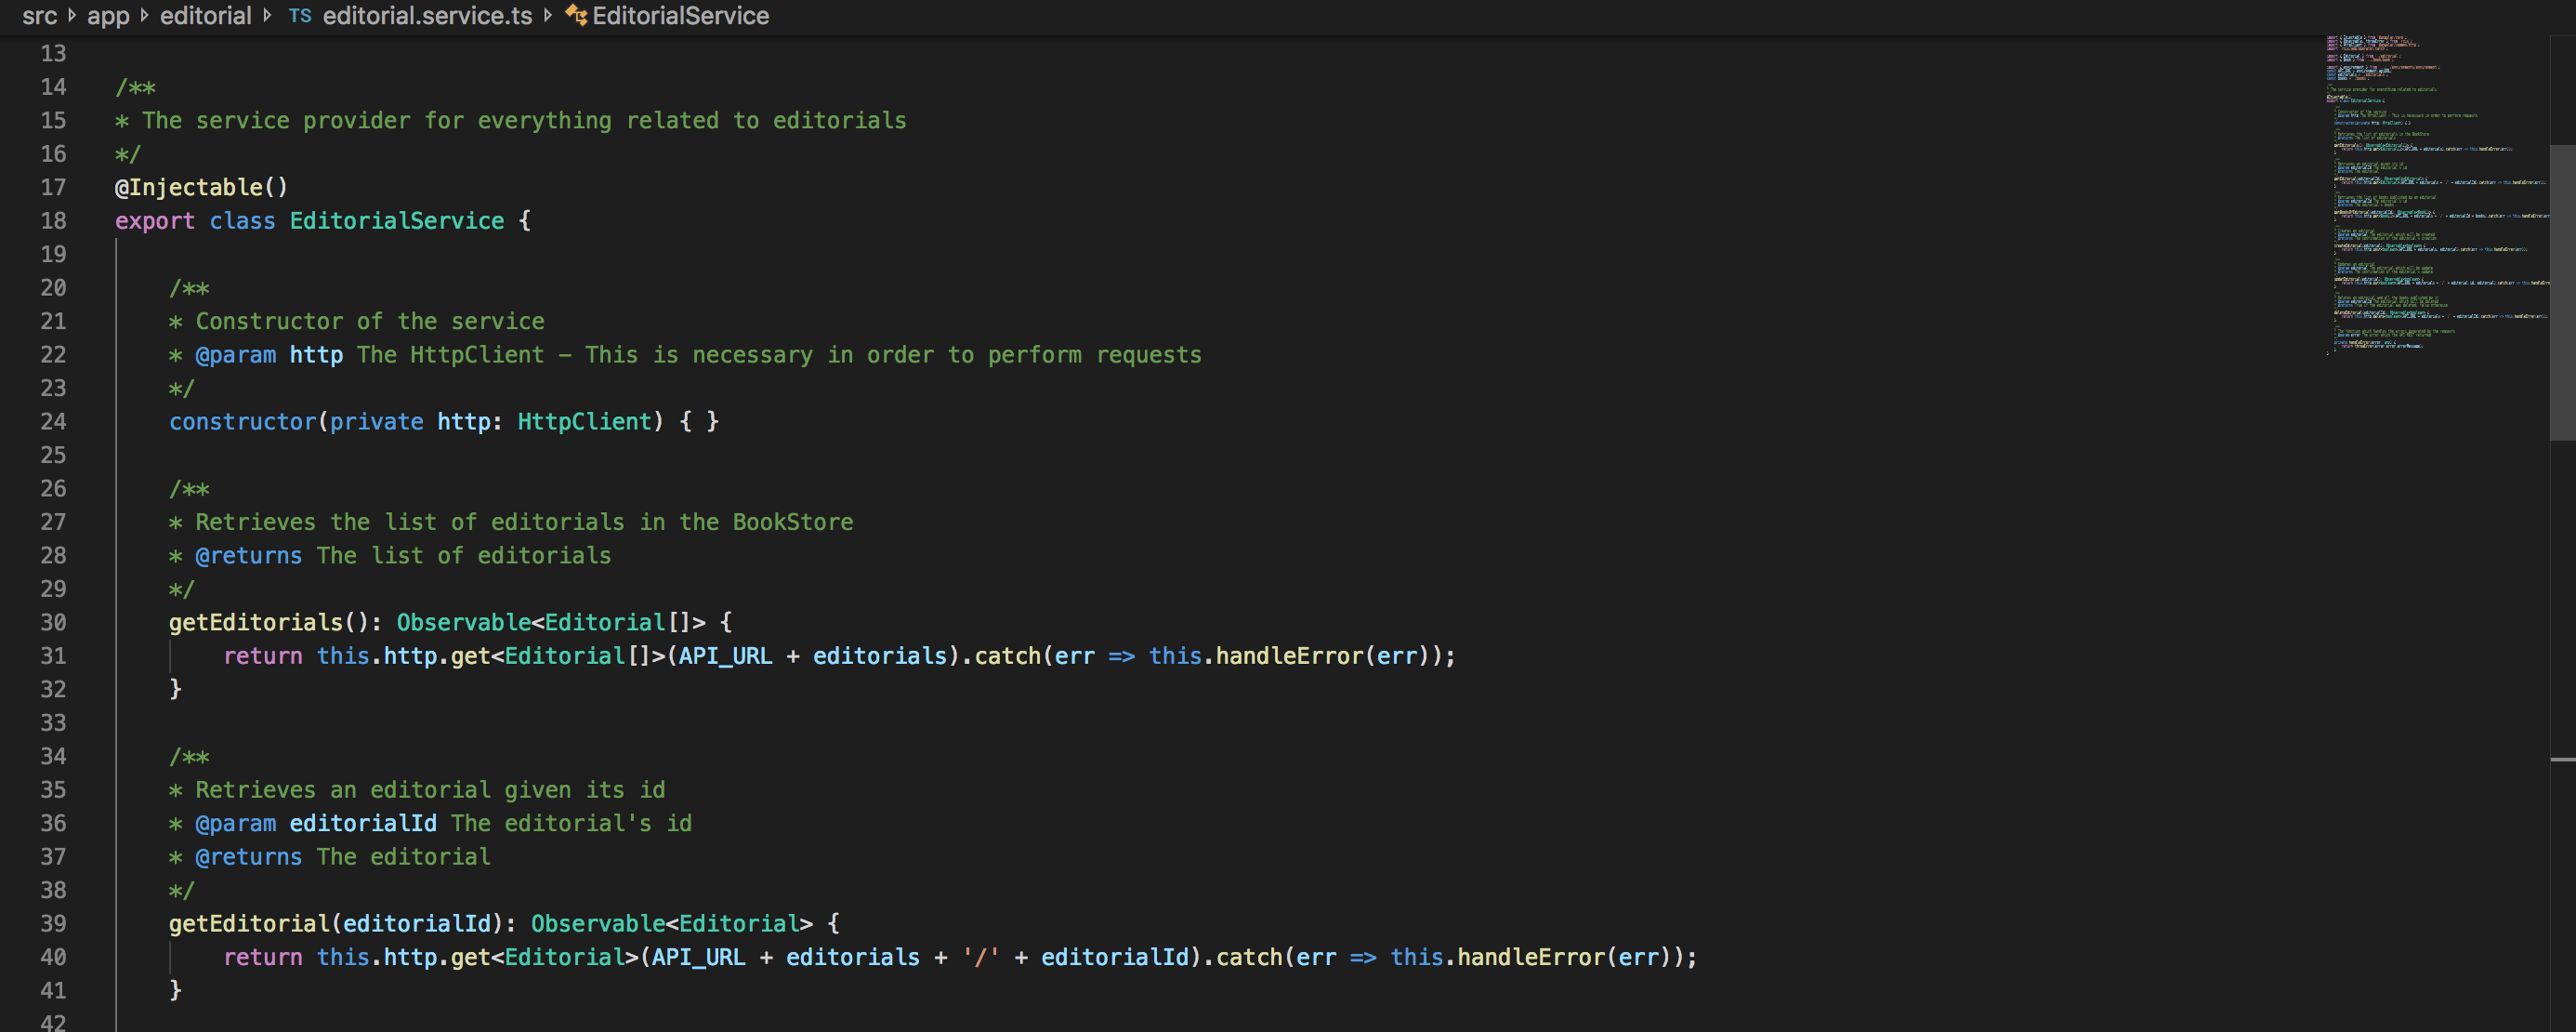 src app editorial TS editorial.service.ts EditorialService
13
14 /**
15 * The service provider for everything related to editorials
16 */
17 @Injectable()
18 export class EditorialService {
19
20 /**
21 * Constructor of the service
22 * @param http The HttpClient - This is necessary in order to perform requests
23 */
24 constructor(private http: HttpClient) { }
25
26 /**
27 * Retrieves the list of editorials in the BookStore
28 * @returns The list of editorials
29 */
30 getEditorials(): Observable<Editorial[]> {
31 return this.http.get<Editorial[]>(API_URL + editorials).catch(err => this.handleError(err));
32 }
33
34 /**
35 * Retrieves an editorial given its id
36 * @param editorialId The editorial's id
37 * @returns The editorial
38 */
39 getEditorial(editorialId): Observable<Editorial> {
40 return this.http.get<Editorial>(API_URL + editorials + '/' + editorialId).catch(err => this.handleError(err));
41 }
42